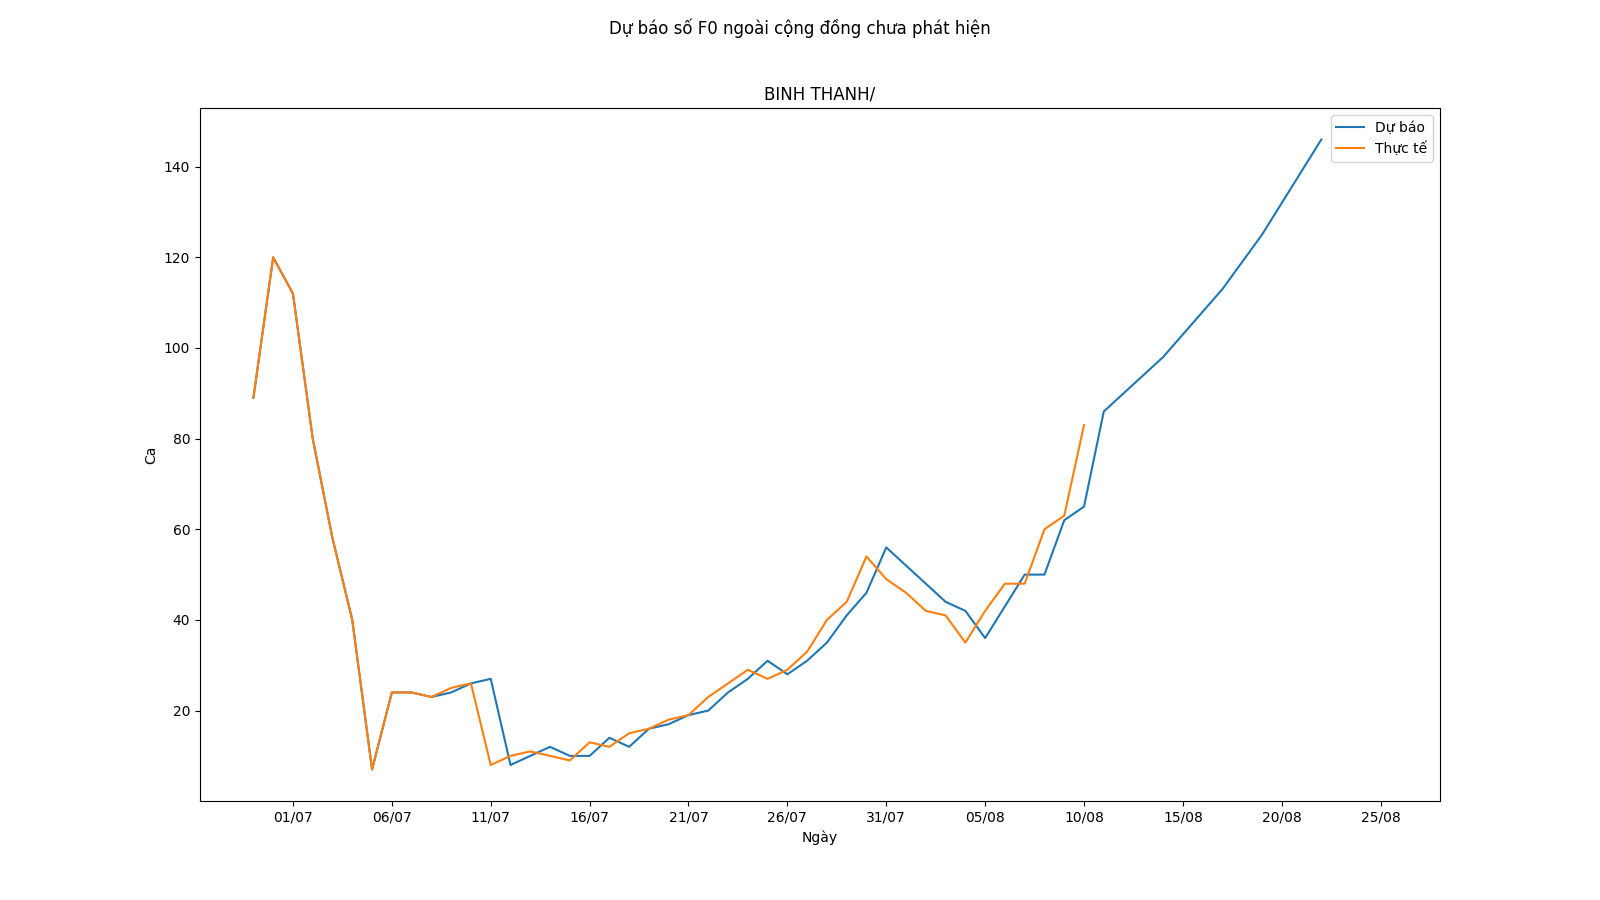 Dự báo số F0 ngoài cộng đồng chưa phát hiện
BINH THANH/
Dự báo
Thực tế
140
120
100
80
60
40
20
Ca
01/07 06/07 11/07 16/07 21/07 26/07 31/07 05/08 10/08 15/08 20/08 25/08
Ngày